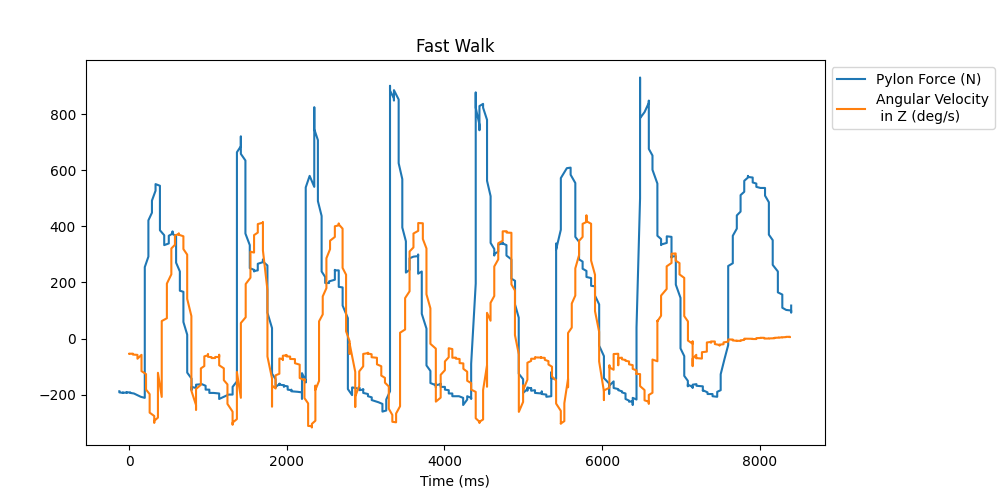 Fast Walk
Pylon Force (N)
Angular Velocity
in Z (deg/s)
800
600
400
200
0
−200
0 2000 4000 6000 8000
Time (ms)